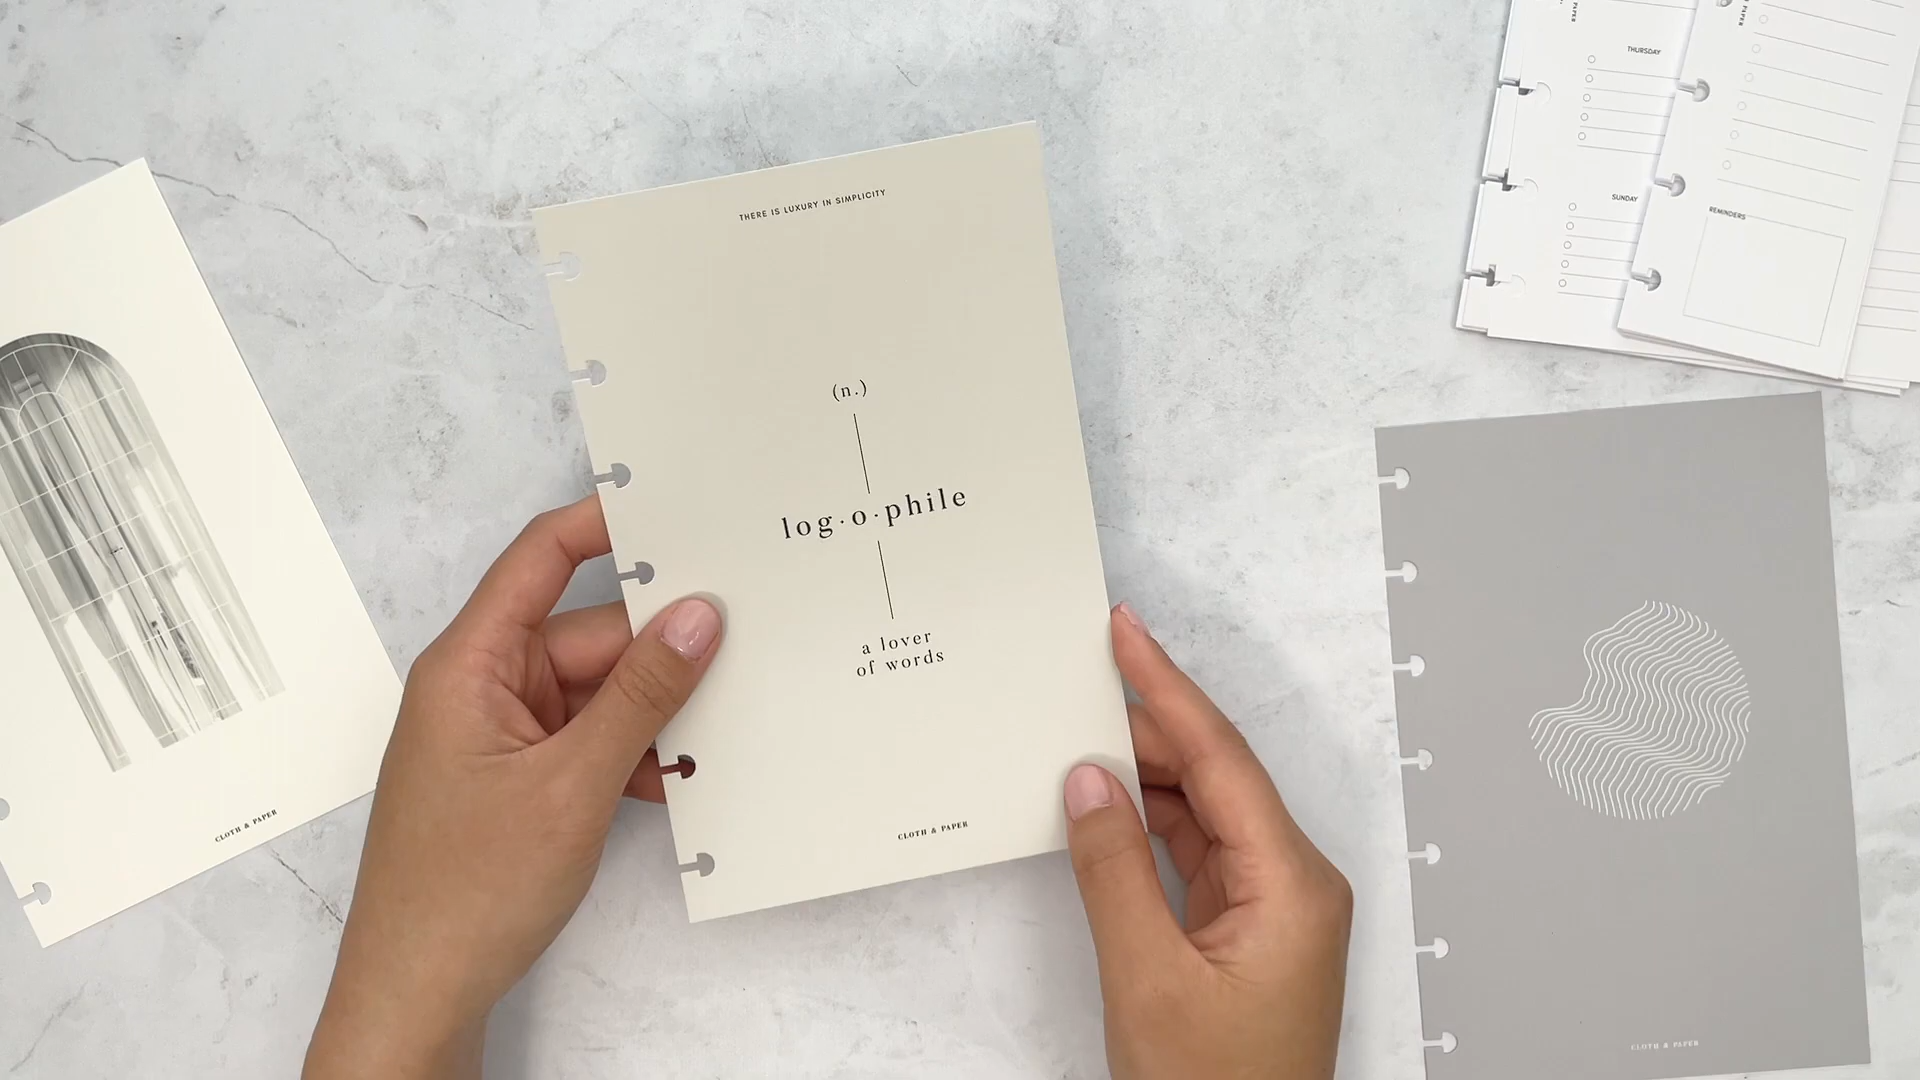 THERE IS LUXURY IN SIMPLICITY
(n.)
log·o·phile
a lover
of words
CLOTH & PAPER
CLOTH & PAPER
THURSDAY
SUNDAY
REMINDERS
CLOTH & PAPER